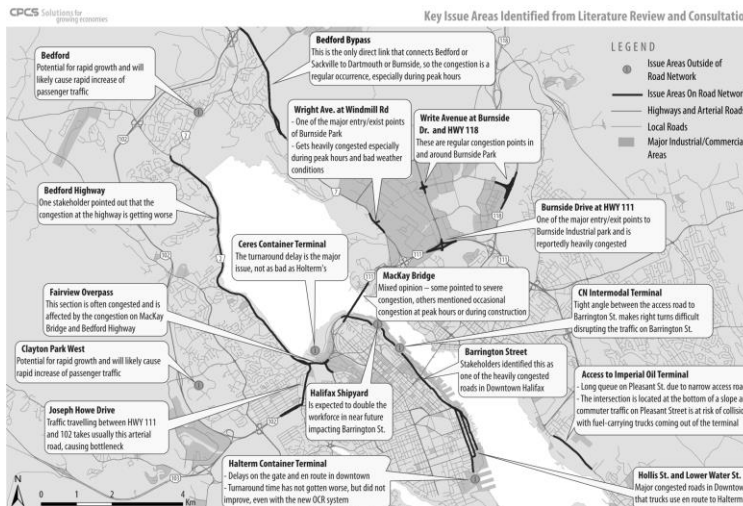 CPCS Solutions for
growing economies
Key Issue Areas Identified from Literature Review and Consultatio
LEGEND
Issue Areas Outside of
Road Network
Issue Areas On Road Network
Highways and Arterial Roads
Local Roads
Major Industrial/Commercial
Areas
Bedford
Potential for rapid growth and will
likely cause rapid increase of
passenger traffic
Bedford Bypass
This is the only direct link that connects Bedford or
Sackville to Dartmouth or Burnside, so the congestion is a
regular occurrence, especially during peak hours
Wright Ave. at Windmill Rd
- One of the major entry/exist points
of Burnside Park
- Gets heavily congested especially
during peak hours and bad weather
conditions
Write Avenue at Burnside
Dr. and HWY 118
These are regular congestion points in
and around Burnside Park
Bedford Highway
One stakeholder pointed out that the
congestion at the highway is getting worse
Burnside Drive at HWY 111
One of the major entry/exit points to
Burnside Industrial park and is
reportedly heavily congested
Ceres Container Terminal
The turnaround delay is the major
issue, not as bad as Holterm's
MacKay Bridge
Mixed opinion – some pointed to severe
congestion, others mentioned occasional
congestion at peak hours or during construction
Fairview Overpass
This section is often congested and is
affected by the congestion on MacKay
Bridge and Bedford Highway
CN Intermodal Terminal
Tight angle between the access road to
Barrington St. makes right turns difficult
disrupting the traffic on Barrington St.
Clayton Park West
Potential for rapid growth and will likely cause
rapid increase of passenger traffic
Barrington Street
Stakeholders identified this as
one of the heavily congested
roads in Downtown Halifax
Access to Imperial Oil Terminal
- Long queue on Pleasant St. due to narrow access roa
- The intersection is located at the bottom of a slope a
commuter traffic on Pleasant Street is at risk of collisio
with fuel-carrying trucks coming out of the terminal
Halifax Shipyard
Is expected to double the
workforce in near future
impacting Barrington St.
Joseph Howe Drive
Traffic travelling between HWY 111
and 102 takes usually this arterial
road, causing bottleneck
Halterm Container Terminal
- Delays on the gate and en route in downtown
- Turnaround time has not gotten worse, but did not
improve, even with the new OCR system
Hollis St. and Lower Water St.
Major congested roads in Downtow
that trucks use en route to Halterm
N
0 1 2 4
Km
102
7
118
7
102
7
118
111
111
111
102
103